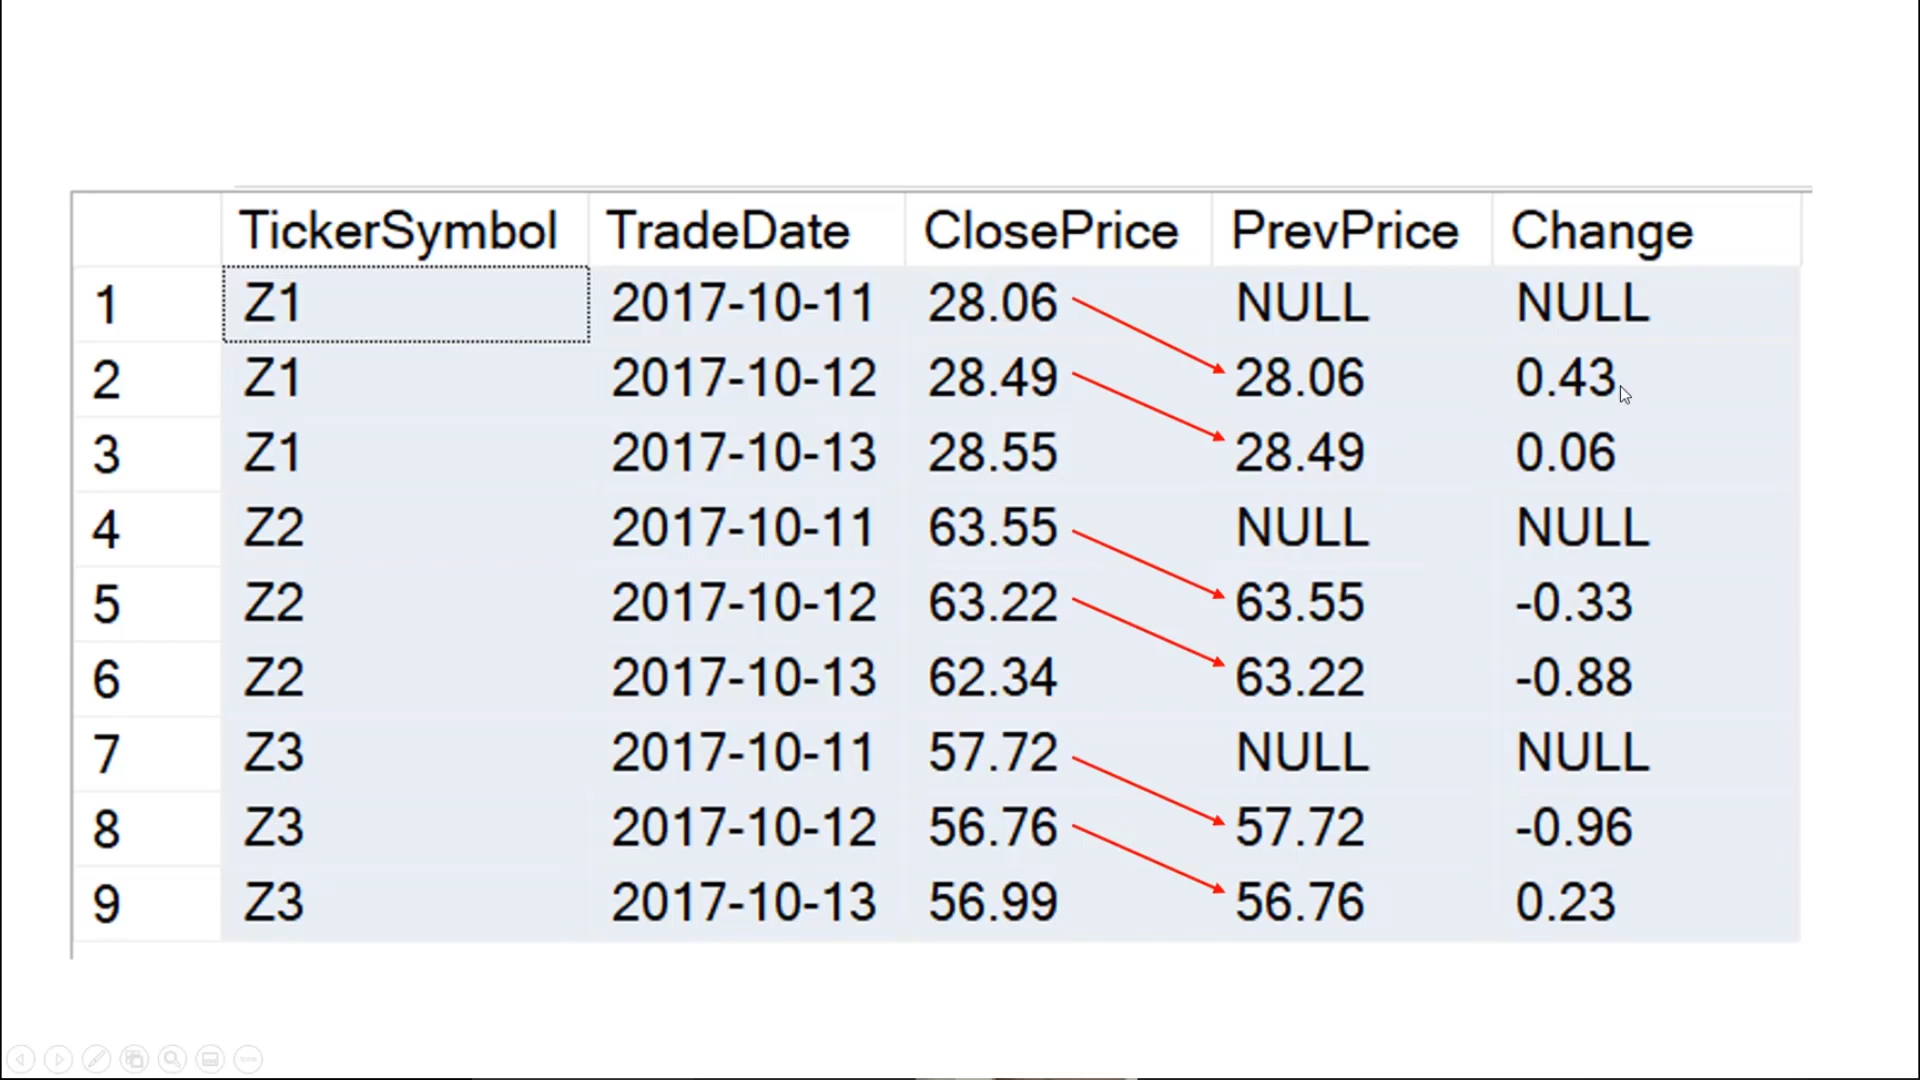 TickerSymbol TradeDate ClosePrice PrevPrice Change
1 Z1 2017-10-11 28.06 NULL NULL
2 Z1 2017-10-12 28.49 28.06 0.43
3 Z1 2017-10-13 28.55 28.49 0.06
4 Z2 2017-10-11 63.55 NULL NULL
5 Z2 2017-10-12 63.22 63.55 -0.33
6 Z2 2017-10-13 62.34 63.22 -0.88
7 Z3 2017-10-11 57.72 NULL NULL
8 Z3 2017-10-12 56.76 57.72 -0.96
9 Z3 2017-10-13 56.99 56.76 0.23